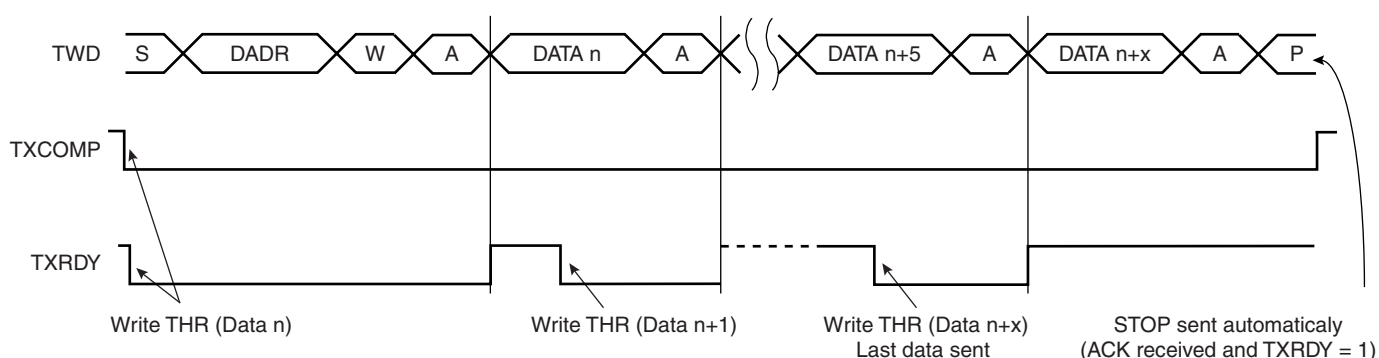 TWD S DADR W A DATA n A DATA n+5 A DATA n+x A P
TXCOMP
TXRDY
Write THR (Data n)
Write THR (Data n+1)
Write THR (Data n+x)
Last data sent
STOP sent automaticaly
(ACK received and TXRDY = 1)